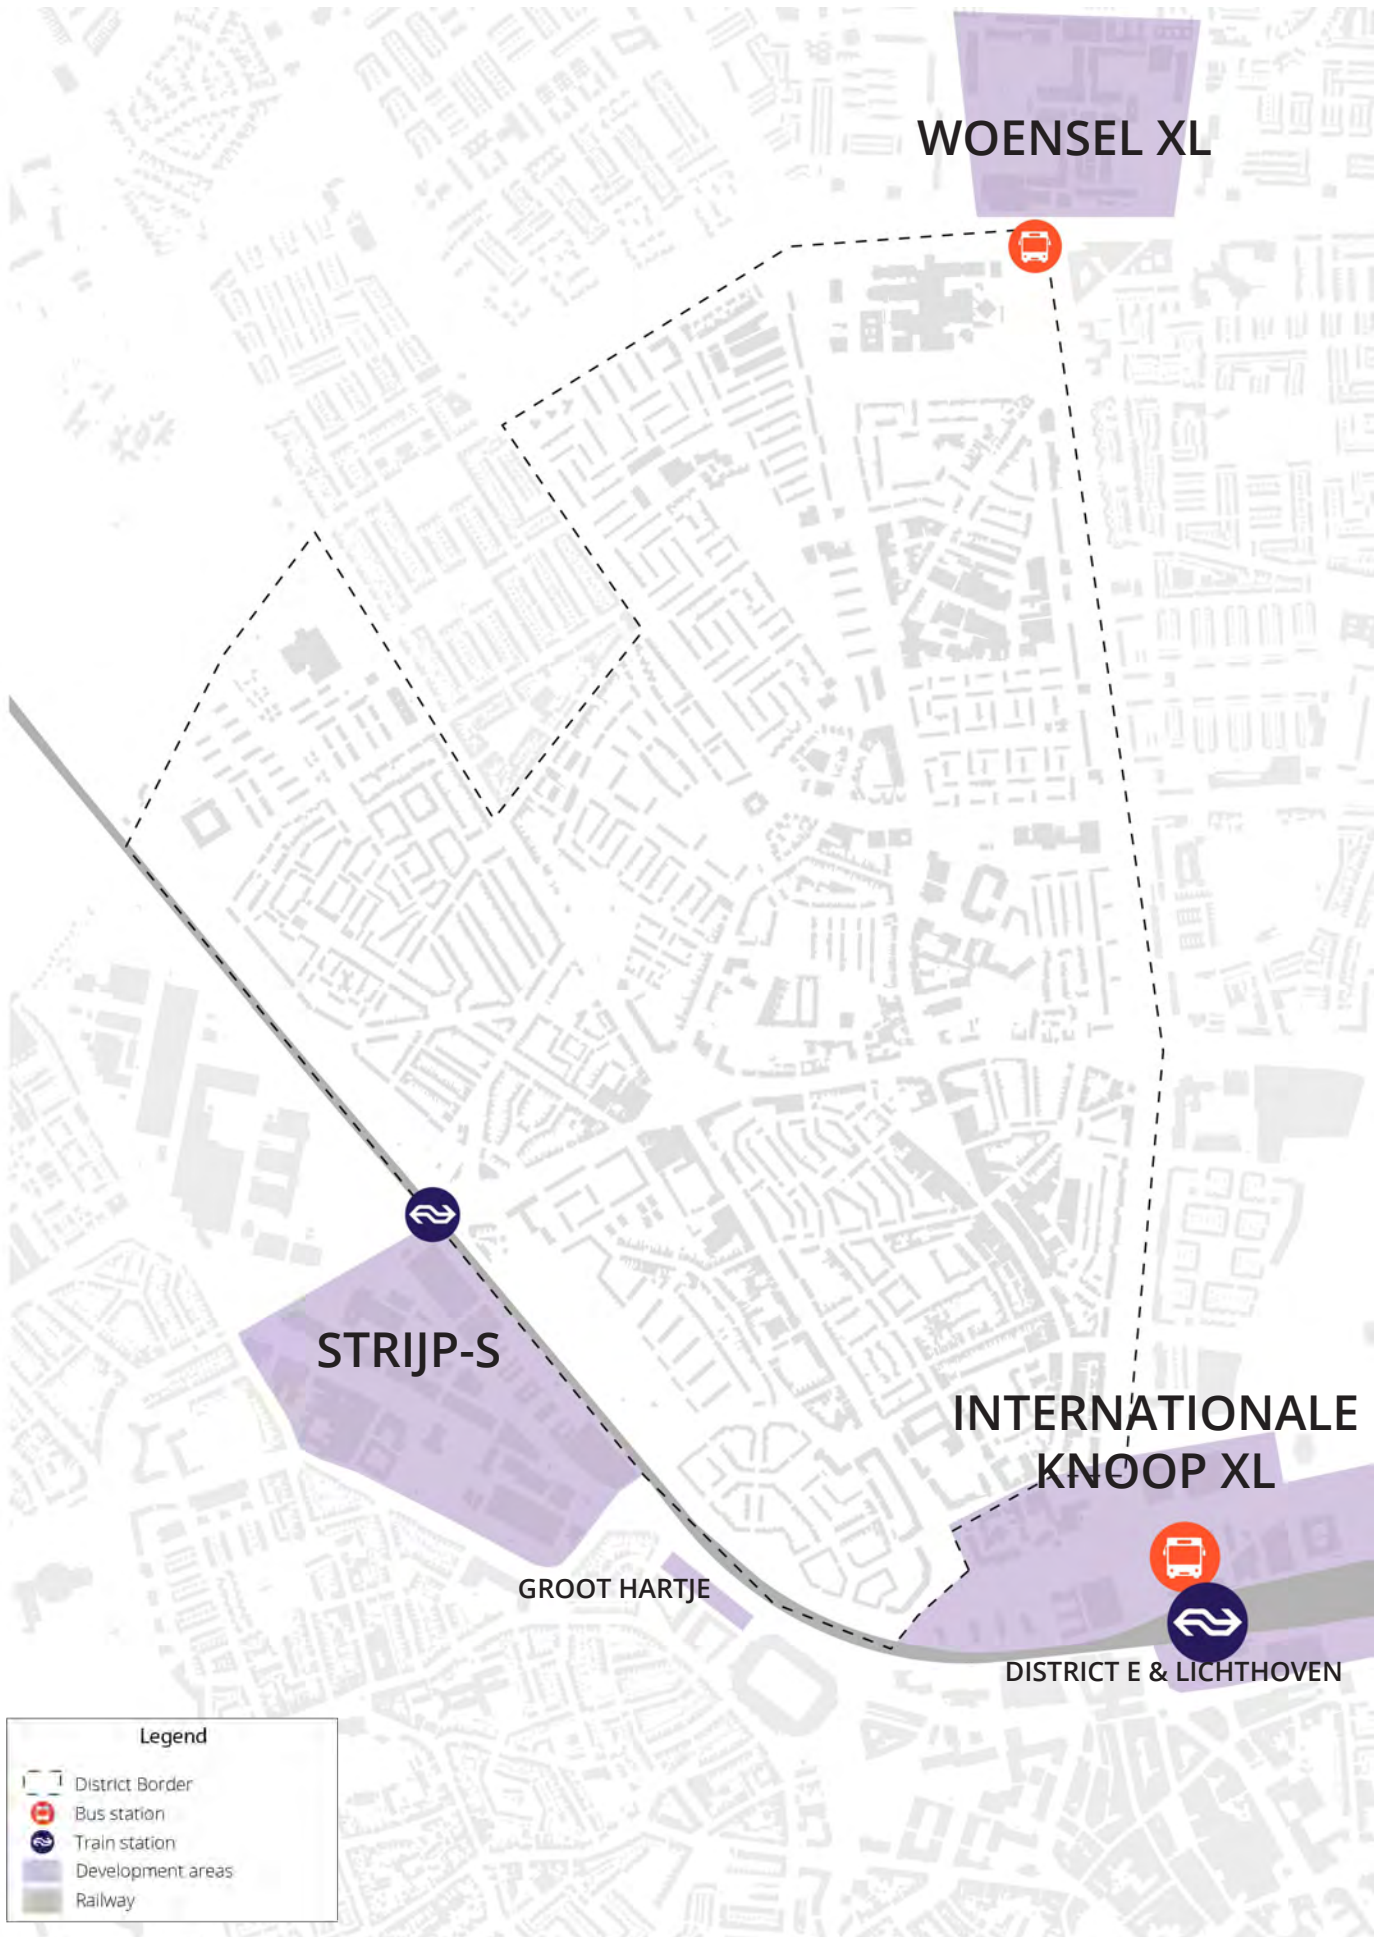 WOENSEL XL
STRIJP-S
INTERNATIONALE
KNOOP XL
GROOT HARTJE
DISTRICT E & LICHTHOVEN
Legend
District Border
Bus station
Train station
Development areas
Railway